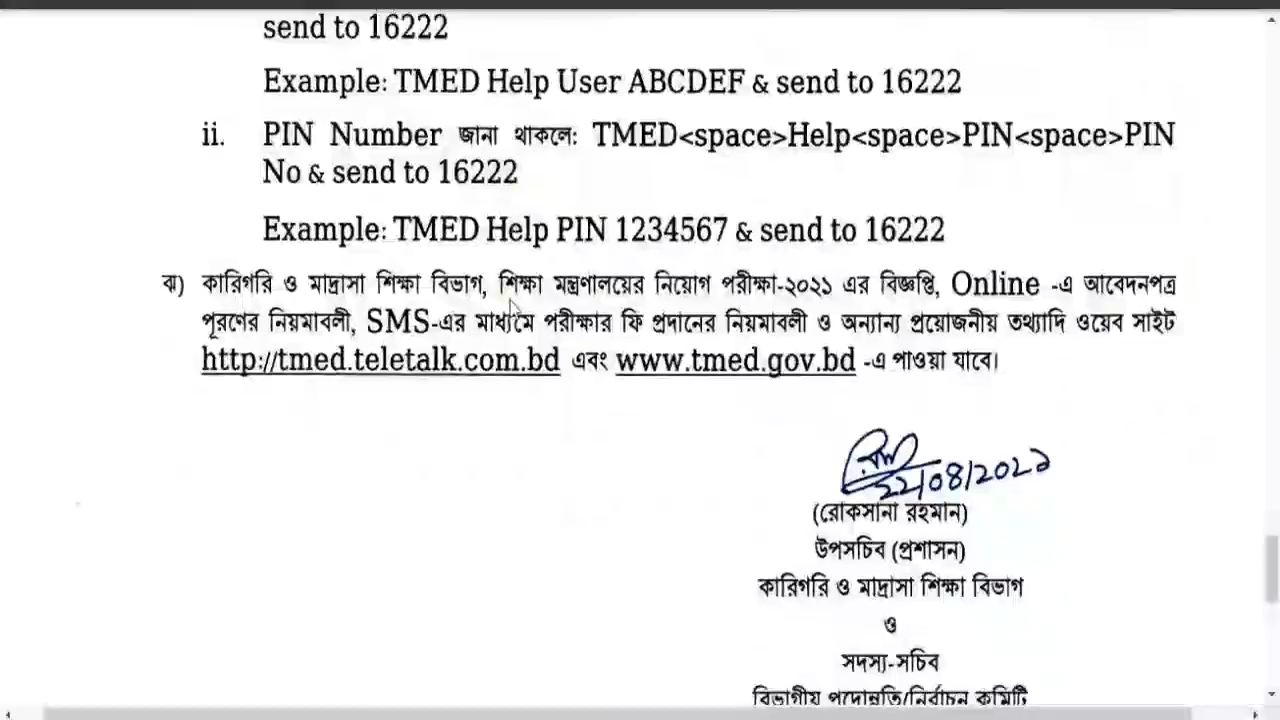 send to 16222
Example: TMED Help User ABCDEF & send to 16222
ii. PIN Number জানা থাকলে: TMED<space>Help<space>PIN<space>PIN
No & send to 16222
Example: TMED Help PIN 1234567 & send to 16222
ঝ) কারিগরি ও মাদ্রাসা শিক্ষা বিভাগ, শিক্ষা মন্ত্রণালয়ের নিয়োগ পরীক্ষা-২০২১ এর বিজ্ঞপ্তি, Online -এ আবেদনপত্র
পূরণের নিয়মাবলী, SMS-এর মাধ্যমে পরীক্ষার ফি প্রদানের নিয়মাবলী ও অন্যান্য প্রয়োজনীয় তথ্যাদি ওয়েব সাইট
http://tmed.teletalk.com.bd এবং www.tmed.gov.bd -এ পাওয়া যাবে।
(রোকসানা রহমান)
উপসচিব (প্রশাসন)
কারিগরি ও মাদ্রাসা শিক্ষা বিভাগ
ও
সদস্য-সচিব
বিভাগীয় পদোন্নতি/নির্বাচন কমিটি